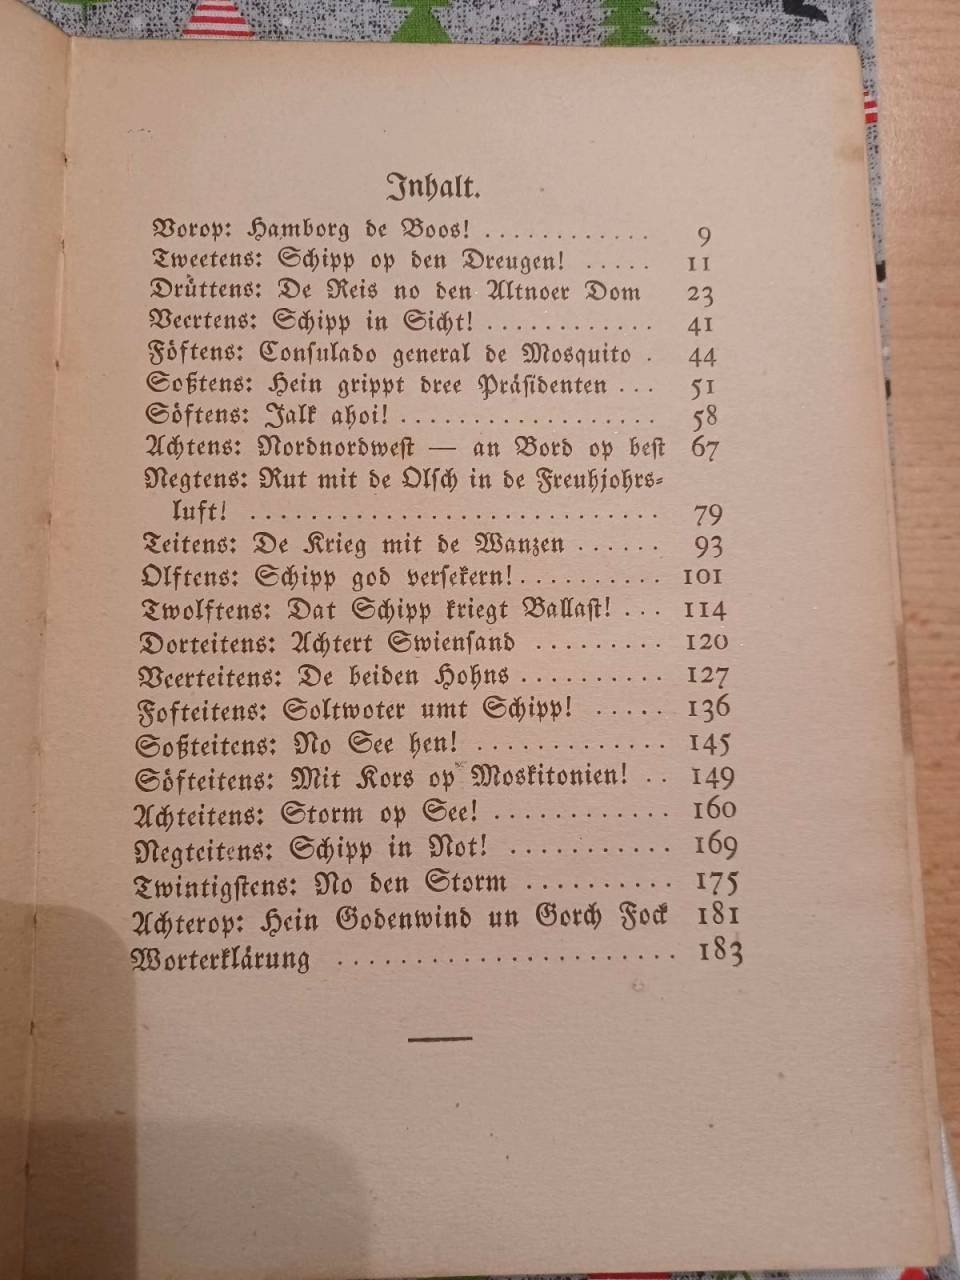 Inhalt.
Vorop: Hamborg de Boos! . . . . . . . . . . . . 9
Tweetens: Schipp op den Dreugen! . . . . . 11
Drüttens: De Reis no den Altnoer Dom 23
Veertens: Schipp in Sicht! . . . . . . . . . . . . 41
Föftens: Consulado general de Mosquito . 44
Soßtens: Hein grippt dree Präsidenten . . . 51
Söftens: Jalk ahoi! . . . . . . . . . . . . . . . . . . 58
Achtens: Nordnordwest — an Bord op best 67
Negtens: Rut mit de Olsch in de Freuhjohrs-
luft! . . . . . . . . . . . . . . . . . . . . . . . . . . . . 79
Teitens: De Krieg mit de Wanzen . . . . . . 93
Olftens: Schipp god versekern! . . . . . . . . . . 101
Twolftens: Dat Schipp kriegt Ballast! . . . 114
Dorteitens: Achtert Swiensand . . . . . . . . . 120
Veerteitens: De beiden Hohns . . . . . . . . . . 127
Fofteitens: Soltwoter umt Schipp! . . . . . 136
Soßteitens: No See hen! . . . . . . . . . . . . . 145
Söfteitens: Mit Kors op Moskitonien! . . 149
Achteitens: Storm op See! . . . . . . . . . . . . 160
Negteitens: Schipp in Not! . . . . . . . . . . . 169
Twintigstens: No den Storm . . . . . . . . . . 175
Achterop: Hein Godenwind un Gorch Fock 181
Worterklärung . . . . . . . . . . . . . . . . . . . . . . . 183